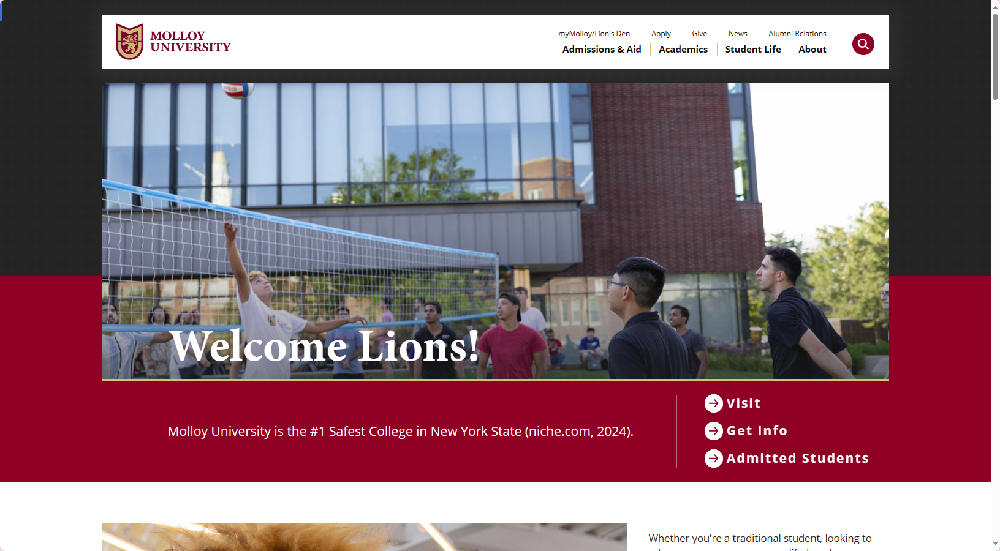 MOLLOY
UNIVERSITY
myMolloy/Lion's Den
Apply
Give
News
Alumni Relations
Admissions & Aid
Academics
Student Life
About
Welcome Lions!
Molloy University is the #1 Safest College in New York State (niche.com, 2024).
Visit
Get Info
Admitted Students
Whether you're a traditional student, looking to